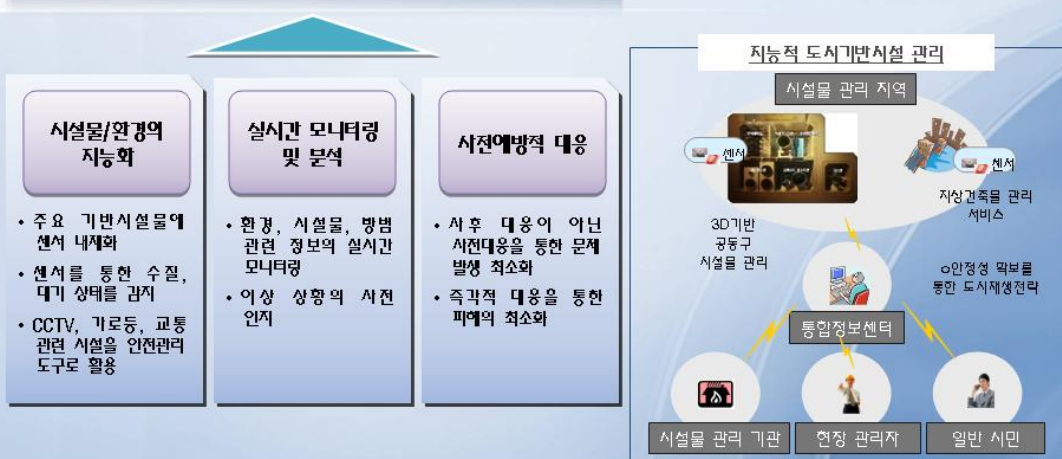 시설물/환경의
지능화
• 주요 기반시설물에
센서 내재화
• 센서를 통한 수질,
대기 상태를 감지
• CCTV, 가로등, 교통
관련 시설을 안전관리
도구로 활용
실시간 모니터링
및 분석
• 환경, 시설물, 방범
관련 정보의 실시간
모니터링
• 이상 상황의 사전
인지
사전예방적 대응
• 사후 대응이 아닌
사전대응을 통한 문제
발생 최소화
• 즉각적 대응을 통한
피해의 최소화
지능적 도시기반시설 관리
시설물 관리 지역
센서
센서
3D기반
공동구
시설물 관리
지상건축물 관리
서비스
o안정성 확보를
통한 도시재생전략
통합정보센터
시설물 관리 기관
현장 관리자
일반 시민